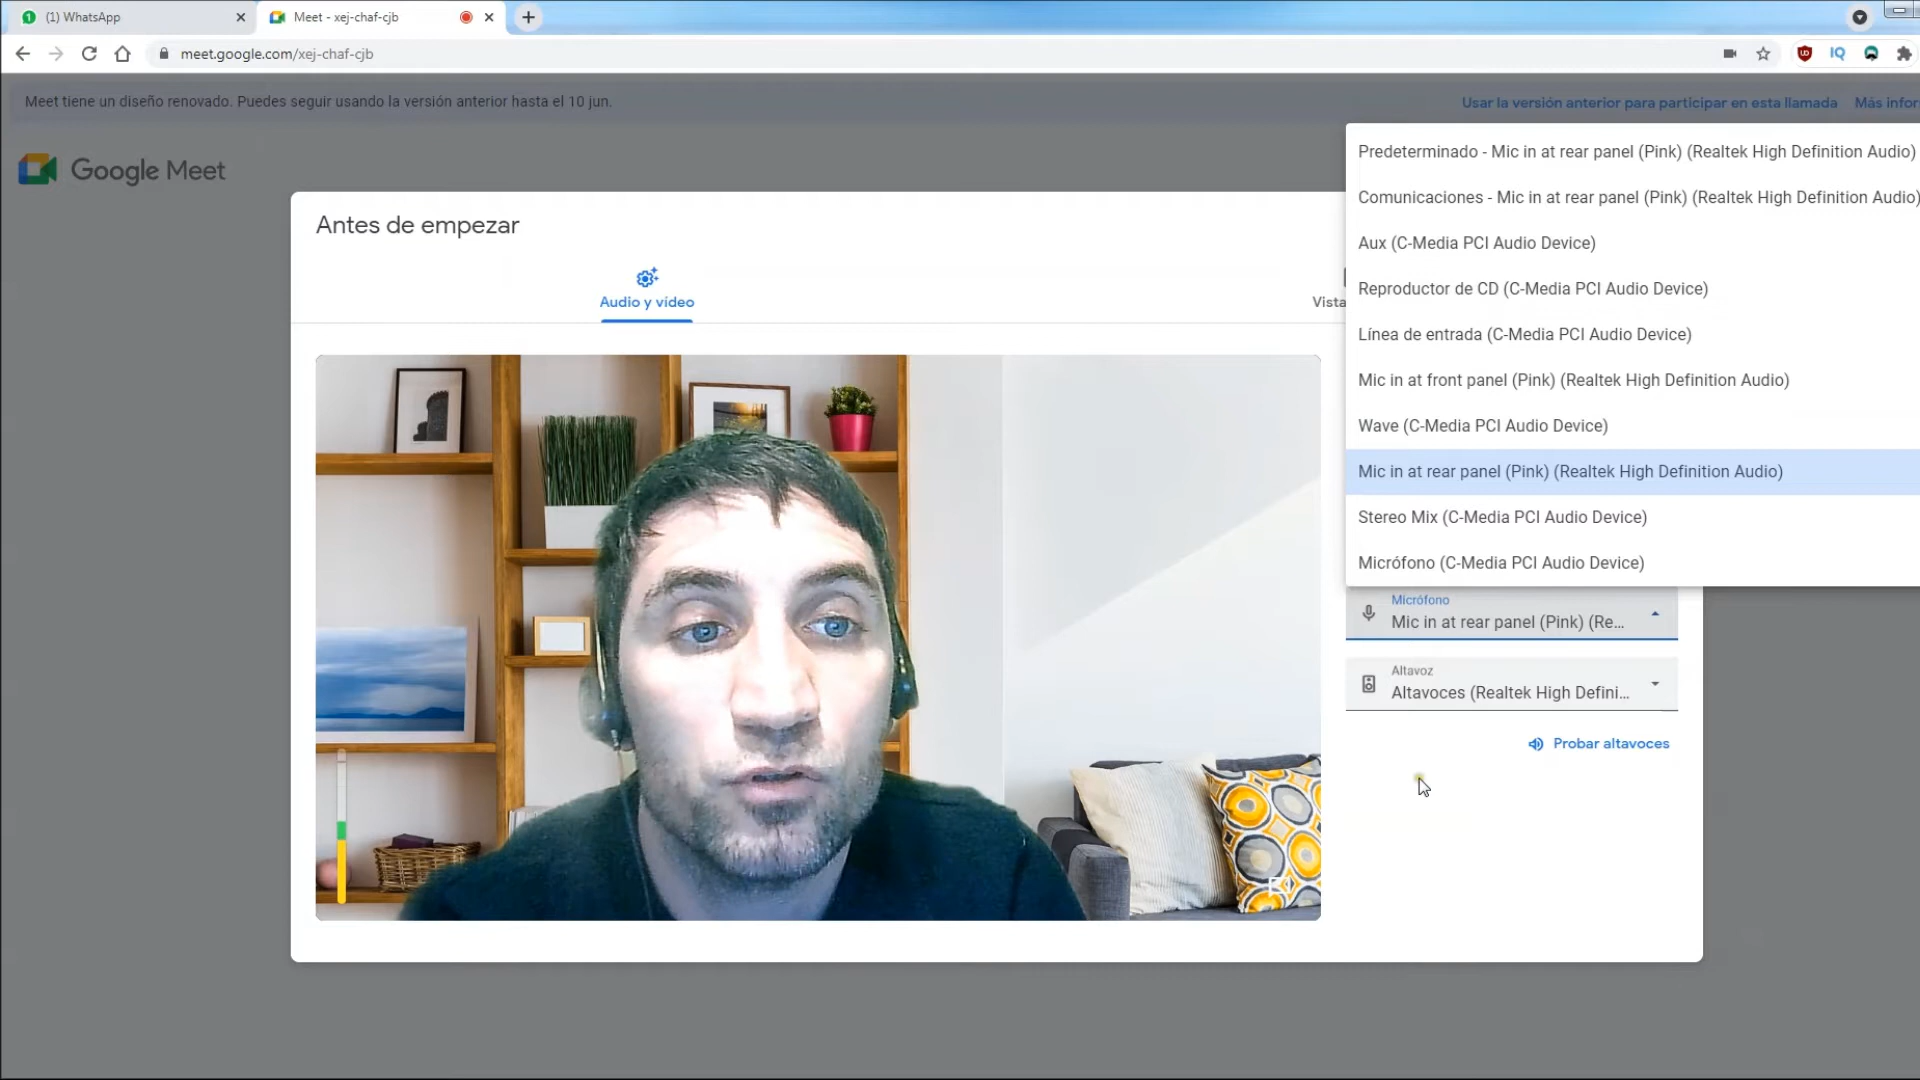 (1) WhatsApp
Meet - xej-chaf-cjb
meet.google.com/xej-chaf-cjb
IQ
Meet tiene un diseño renovado. Puedes seguir usando la versión anterior hasta el 10 jun.
Usar la versión anterior para participar en esta llamada Más infor
Google Meet
Antes de empezar
Audio y vídeo
Vista
Predeterminado - Mic in at rear panel (Pink) (Realtek High Definition Audio)
Comunicaciones - Mic in at rear panel (Pink) (Realtek High Definition Audio)
Aux (C-Media PCI Audio Device)
Reproductor de CD (C-Media PCI Audio Device)
Línea de entrada (C-Media PCI Audio Device)
Mic in at front panel (Pink) (Realtek High Definition Audio)
Wave (C-Media PCI Audio Device)
Mic in at rear panel (Pink) (Realtek High Definition Audio)
Stereo Mix (C-Media PCI Audio Device)
Micrófono (C-Media PCI Audio Device)
Micrófono
Mic in at rear panel (Pink) (Re...
Altavoz
Altavoces (Realtek High Defini...
Probar altavoces